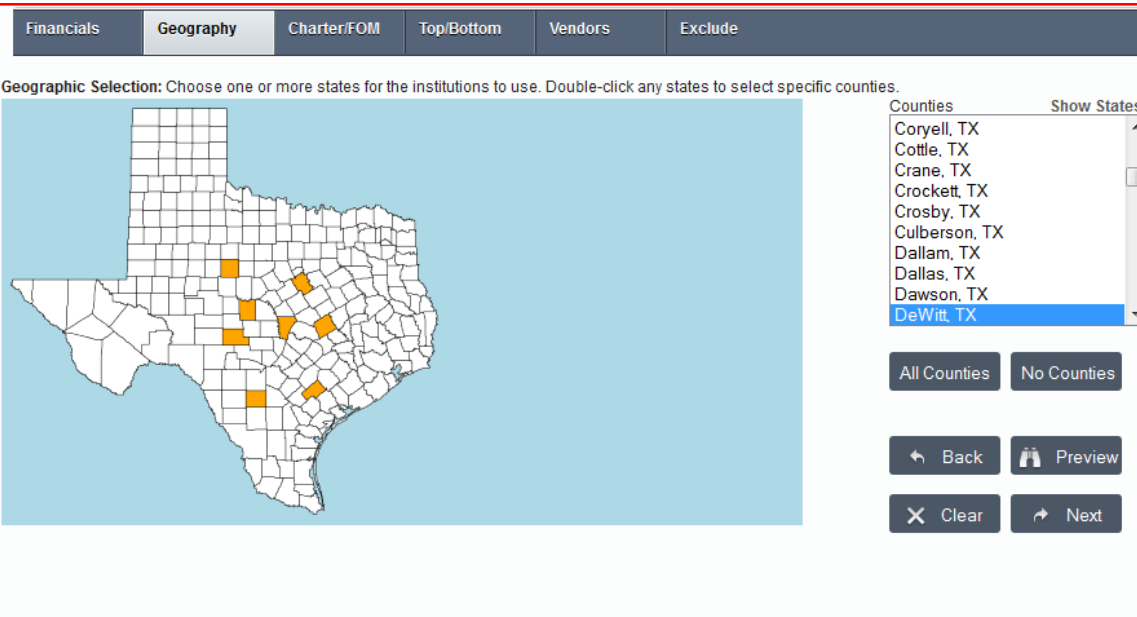 Financials Geography Charter/FOM Top/Bottom Vendors Exclude
Geographic Selection: Choose one or more states for the institutions to use. Double-click any states to select specific counties.
Counties Show States
Coryell, TX
Cottle, TX
Crane, TX
Crockett, TX
Crosby, TX
Culberson, TX
Dallam, TX
Dallas, TX
Dawson, TX
DeWitt, TX
All Counties No Counties
Back Preview
Clear Next